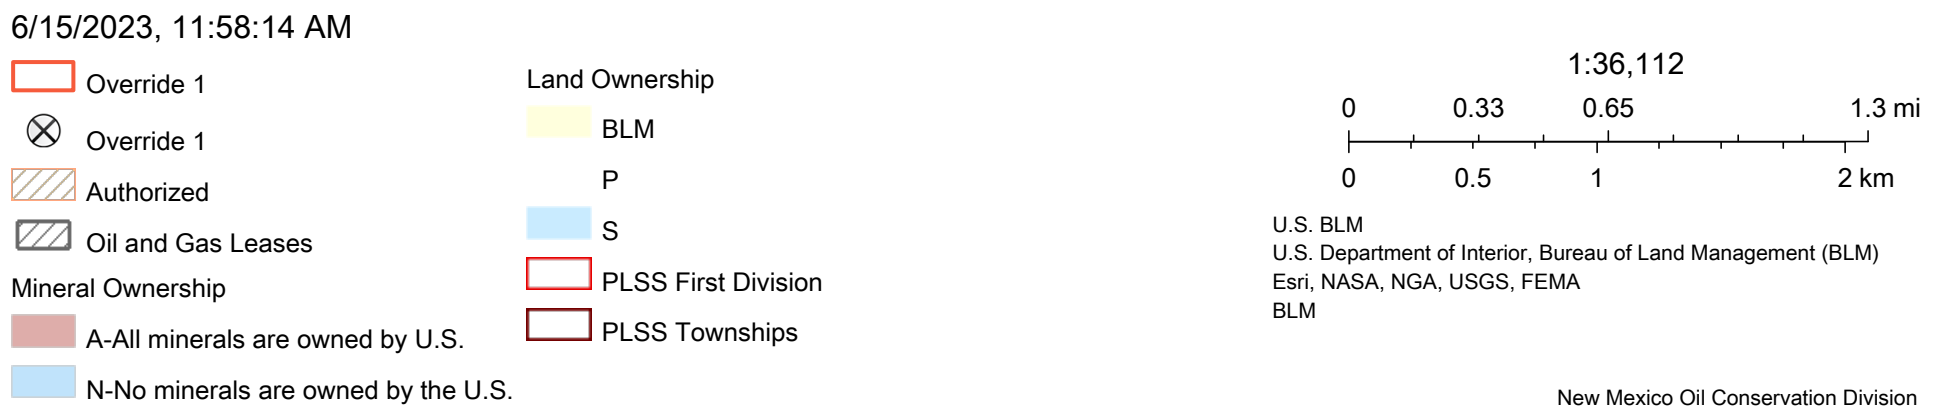 6/15/2023, 11:58:14 AM
Override 1
Override 1
Authorized
Oil and Gas Leases
Mineral Ownership
A-All minerals are owned by U.S.
N-No minerals are owned by the U.S.
Land Ownership
BLM
P
S
PLSS First Division
PLSS Townships
1:36,112
0 0.33 0.65 1.3 mi
0 0.5 1 2 km
U.S. BLM
U.S. Department of Interior, Bureau of Land Management (BLM)
Esri, NASA, NGA, USGS, FEMA
BLM
New Mexico Oil Conservation Division